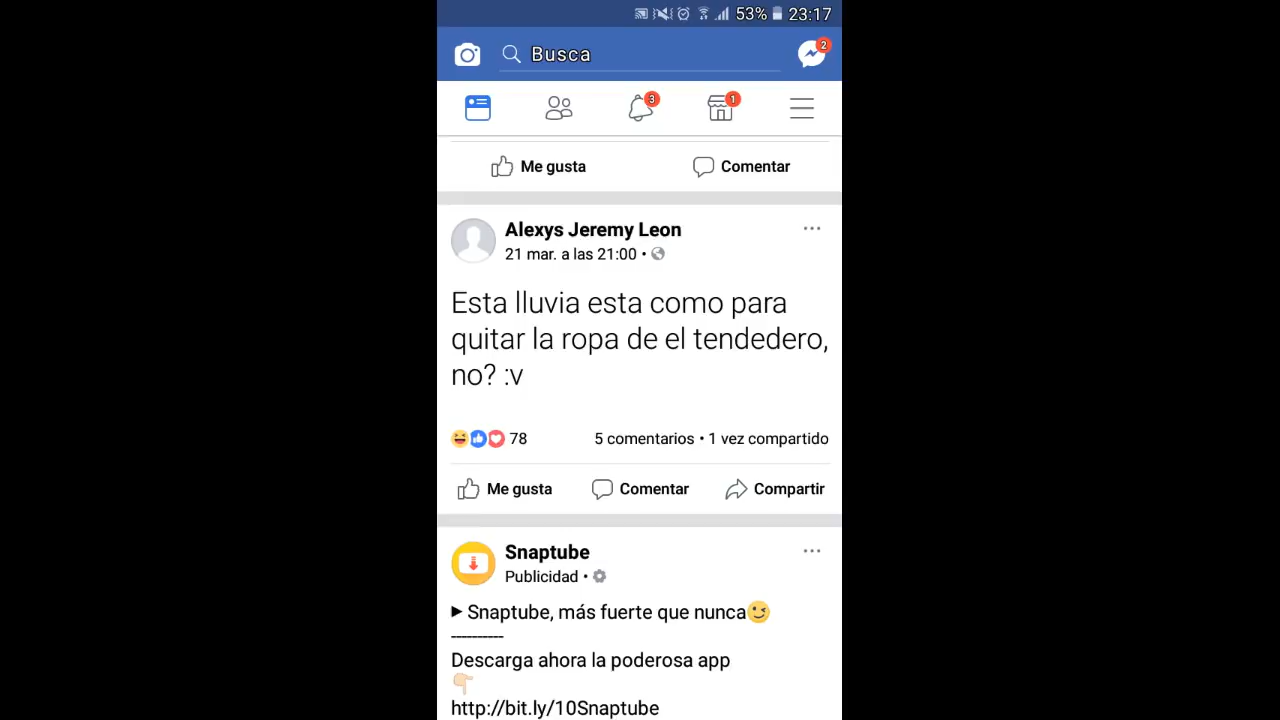 53% 23:17
Busca 2
3 1
Me gusta Comentar
Alexys Jeremy Leon
21 mar. a las 21:00 •
Esta lluvia esta como para
quitar la ropa de el tendedero,
no? :v
78 5 comentarios • 1 vez compartido
Me gusta Comentar Compartir
Snaptube
Publicidad •
Snaptube, más fuerte que nunca😉
----------
Descarga ahora la poderosa app
👇🏻
http://bit.ly/10Snaptube